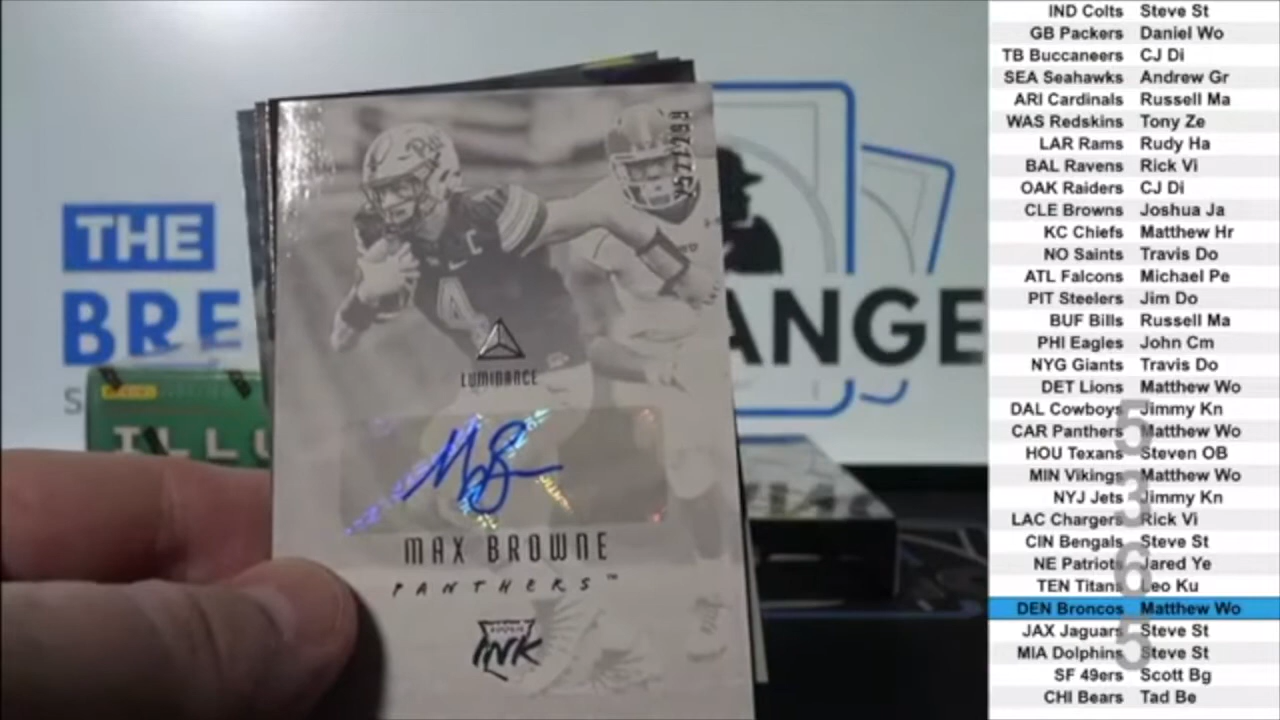 THE
BRE
ANGE
S
ILLU
LUMINANCE
MAX BROWNE
PANTHERS™
INK
IND Colts Steve St
GB Packers Daniel Wo
TB Buccaneers CJ Di
SEA Seahawks Andrew Gr
ARI Cardinals Russell Ma
WAS Redskins Tony Ze
LAR Rams Rudy Ha
BAL Ravens Rick Vi
OAK Raiders CJ Di
CLE Browns Joshua Ja
KC Chiefs Matthew Hr
NO Saints Travis Do
ATL Falcons Michael Pe
PIT Steelers Jim Do
BUF Bills Russell Ma
PHI Eagles John Cm
NYG Giants Travis Do
DET Lions Matthew Wo
DAL Cowboys Jimmy Kn
CAR Panthers Matthew Wo
HOU Texans Steven OB
MIN Vikings Matthew Wo
NYJ Jets Jimmy Kn
LAC Chargers Rick Vi
CIN Bengals Steve St
NE Patriots Jared Ye
TEN Titans Leo Ku
DEN Broncos Matthew Wo
JAX Jaguars Steve St
MIA Dolphins Steve St
SF 49ers Scott Bg
CHI Bears Tad Be
5365